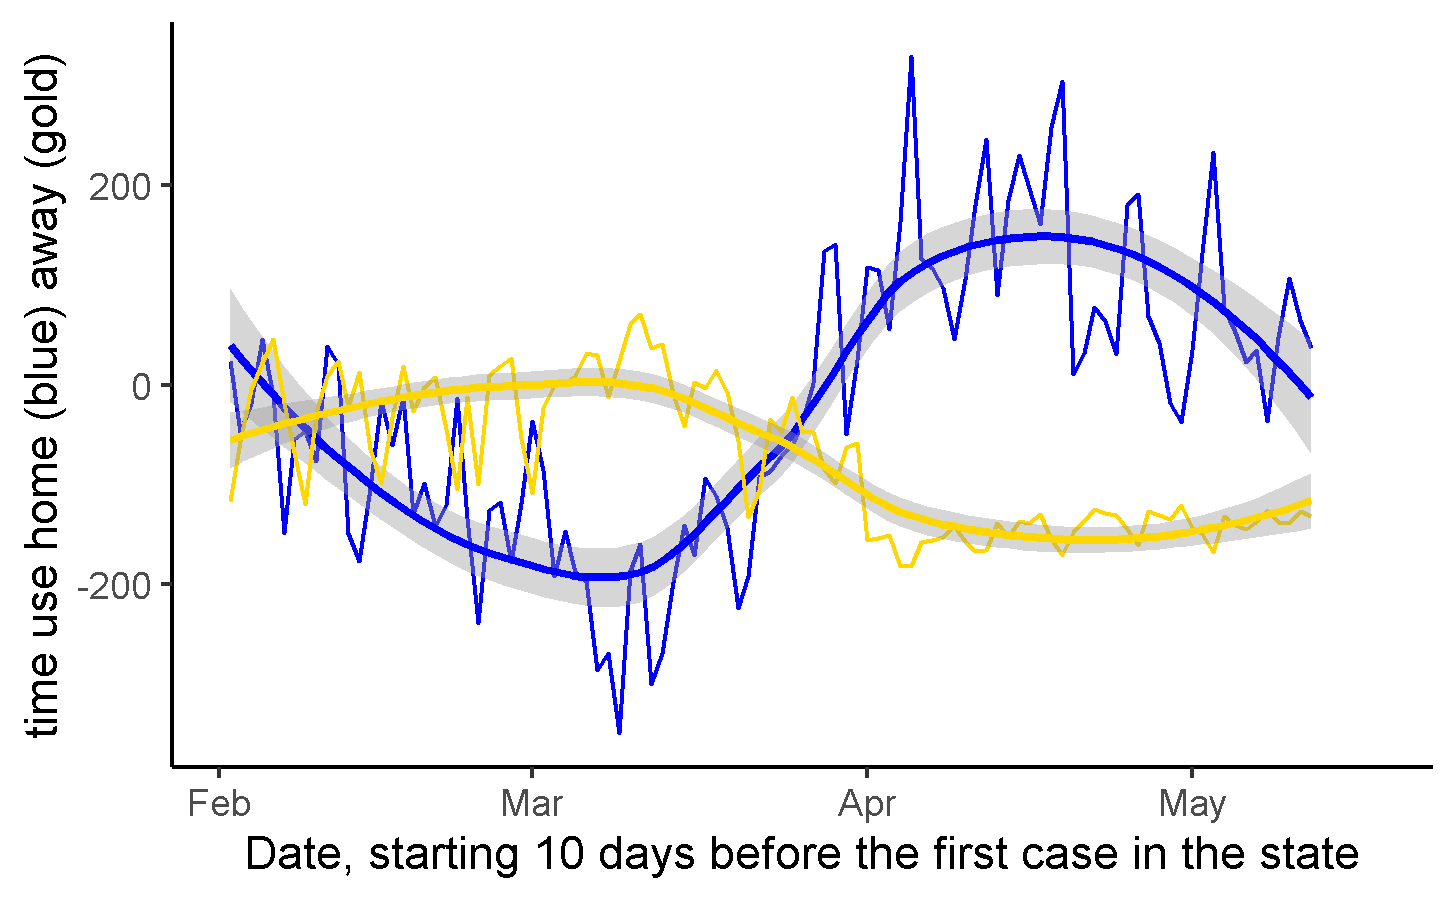 time use home (blue) away (gold)
200
0
-200
Feb Mar Apr May
Date, starting 10 days before the first case in the state